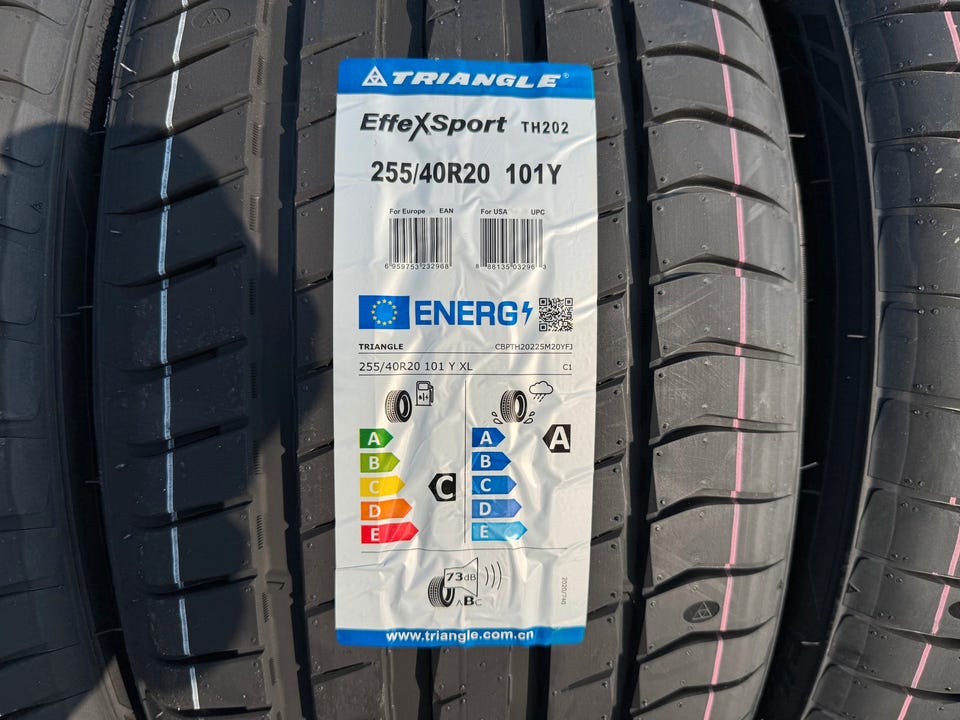 TRIANGLE®
EffeXSport TH202
255/40R20 101Y
For Europe EAN For USA UPC
6 959753 232968 8 88135 03296 3
ENERG
TRIANGLE CBPTH20225M20YFJ
255/40R20 101 Y XL C1
A A A
B B
C C C
D D
E E
73dB
ABC
2020/740
www.triangle.com.cn